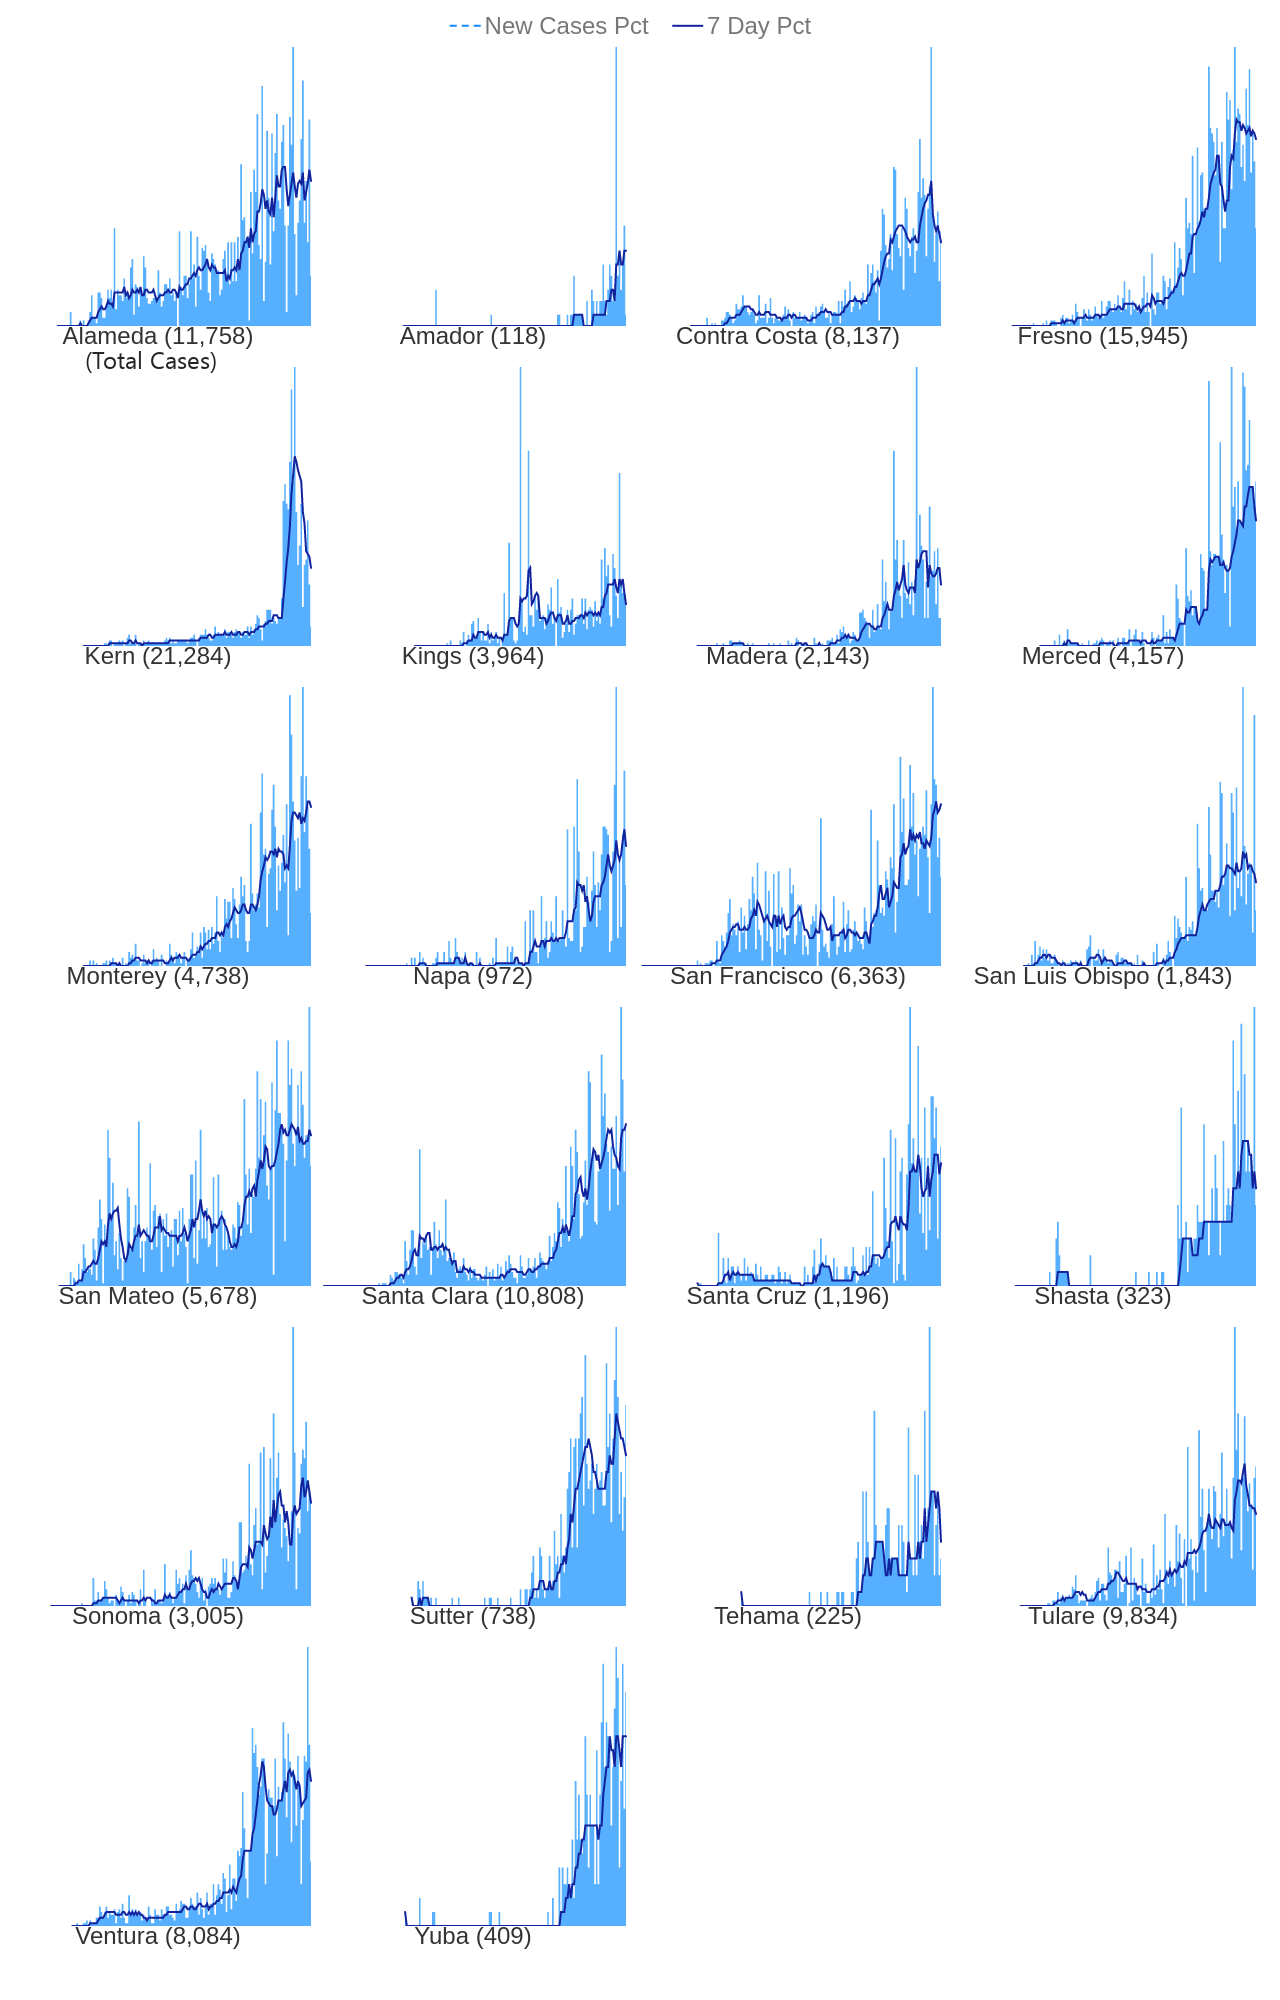 New Cases Pct 7 Day Pct
Alameda (11,758) Amador (118) Contra Costa (8,137) Fresno (15,945)
(Total Cases)
Kern (21,284) Kings (3,964) Madera (2,143) Merced (4,157)
Monterey (4,738) Napa (972) San Francisco (6,363) San Luis Obispo (1,843)
San Mateo (5,678) Santa Clara (10,808) Santa Cruz (1,196) Shasta (323)
Sonoma (3,005) Sutter (738) Tehama (225) Tulare (9,834)
Ventura (8,084) Yuba (409)